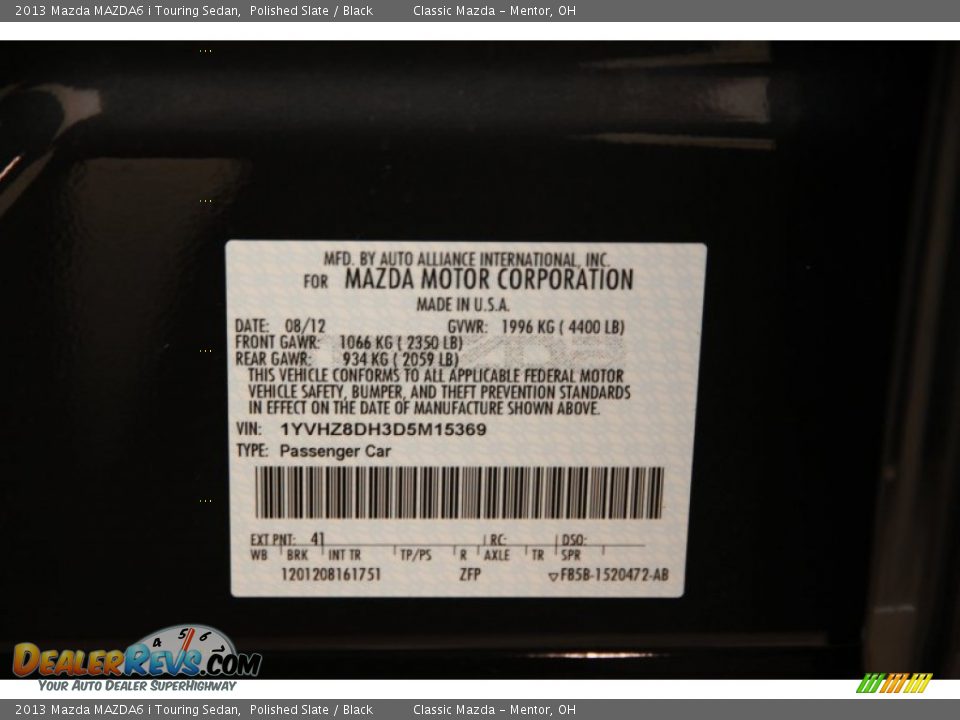 2013 Mazda MAZDA6 i Touring Sedan, Polished Slate / Black Classic Mazda - Mentor, OH
MFD. BY AUTO ALLIANCE INTERNATIONAL, INC.
FOR MAZDA MOTOR CORPORATION
MADE IN U.S.A.
DATE: 08/12 GVWR: 1996 KG ( 4400 LB)
FRONT GAWR: 1066 KG ( 2350 LB)
REAR GAWR: 934 KG ( 2059 LB)
THIS VEHICLE CONFORMS TO ALL APPLICABLE FEDERAL MOTOR
VEHICLE SAFETY, BUMPER, AND THEFT PREVENTION STANDARDS
IN EFFECT ON THE DATE OF MANUFACTURE SHOWN ABOVE.
VIN: 1YVHZ8DH3D5M15369
TYPE: Passenger Car
EXT PNT: 41 RC: DSO:
WB BRK INT TR TP/PS R AXLE TR SPR
1201208161751 ZFP ▽FB5B-1520472-AB
4 5 6
DEALERREVS.COM
YOUR AUTO DEALER SUPERHIGHWAY
2013 Mazda MAZDA6 i Touring Sedan, Polished Slate / Black Classic Mazda - Mentor, OH